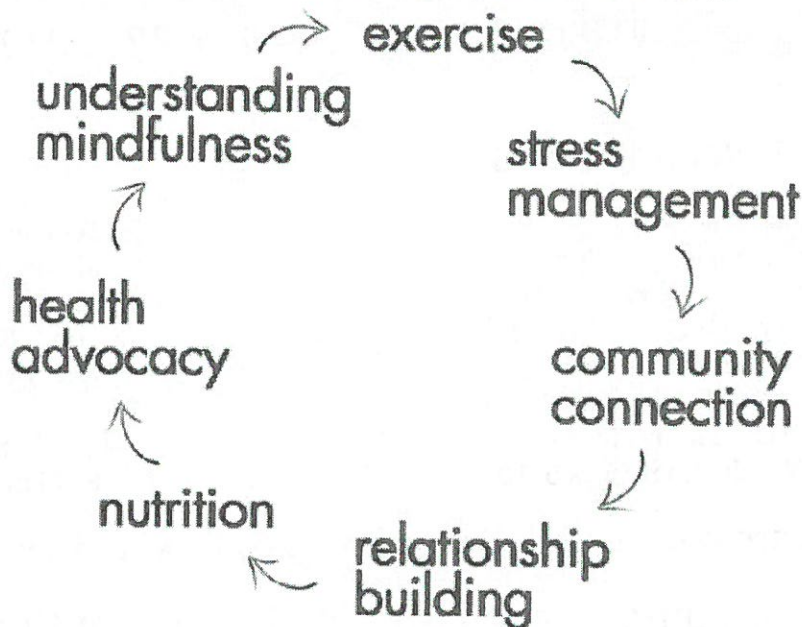 exercise
stress
management
community
connection
relationship
building
nutrition
health
advocacy
understanding
mindfulness